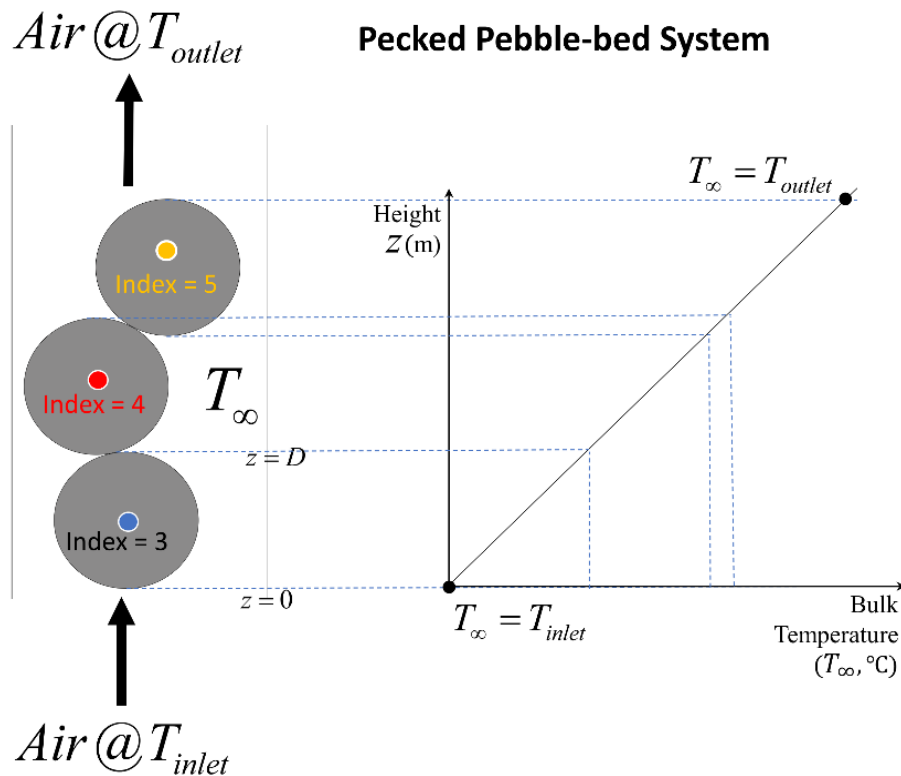 Air @ T_outlet
Pecked Pebble-bed System
T_∞ = T_outlet
Height
z (m)
Index = 5
Index = 4
T_∞
z = D
Index = 3
z = 0
T_∞ = T_inlet
Bulk
Temperature
(T_∞, °C)
Air @ T_inlet